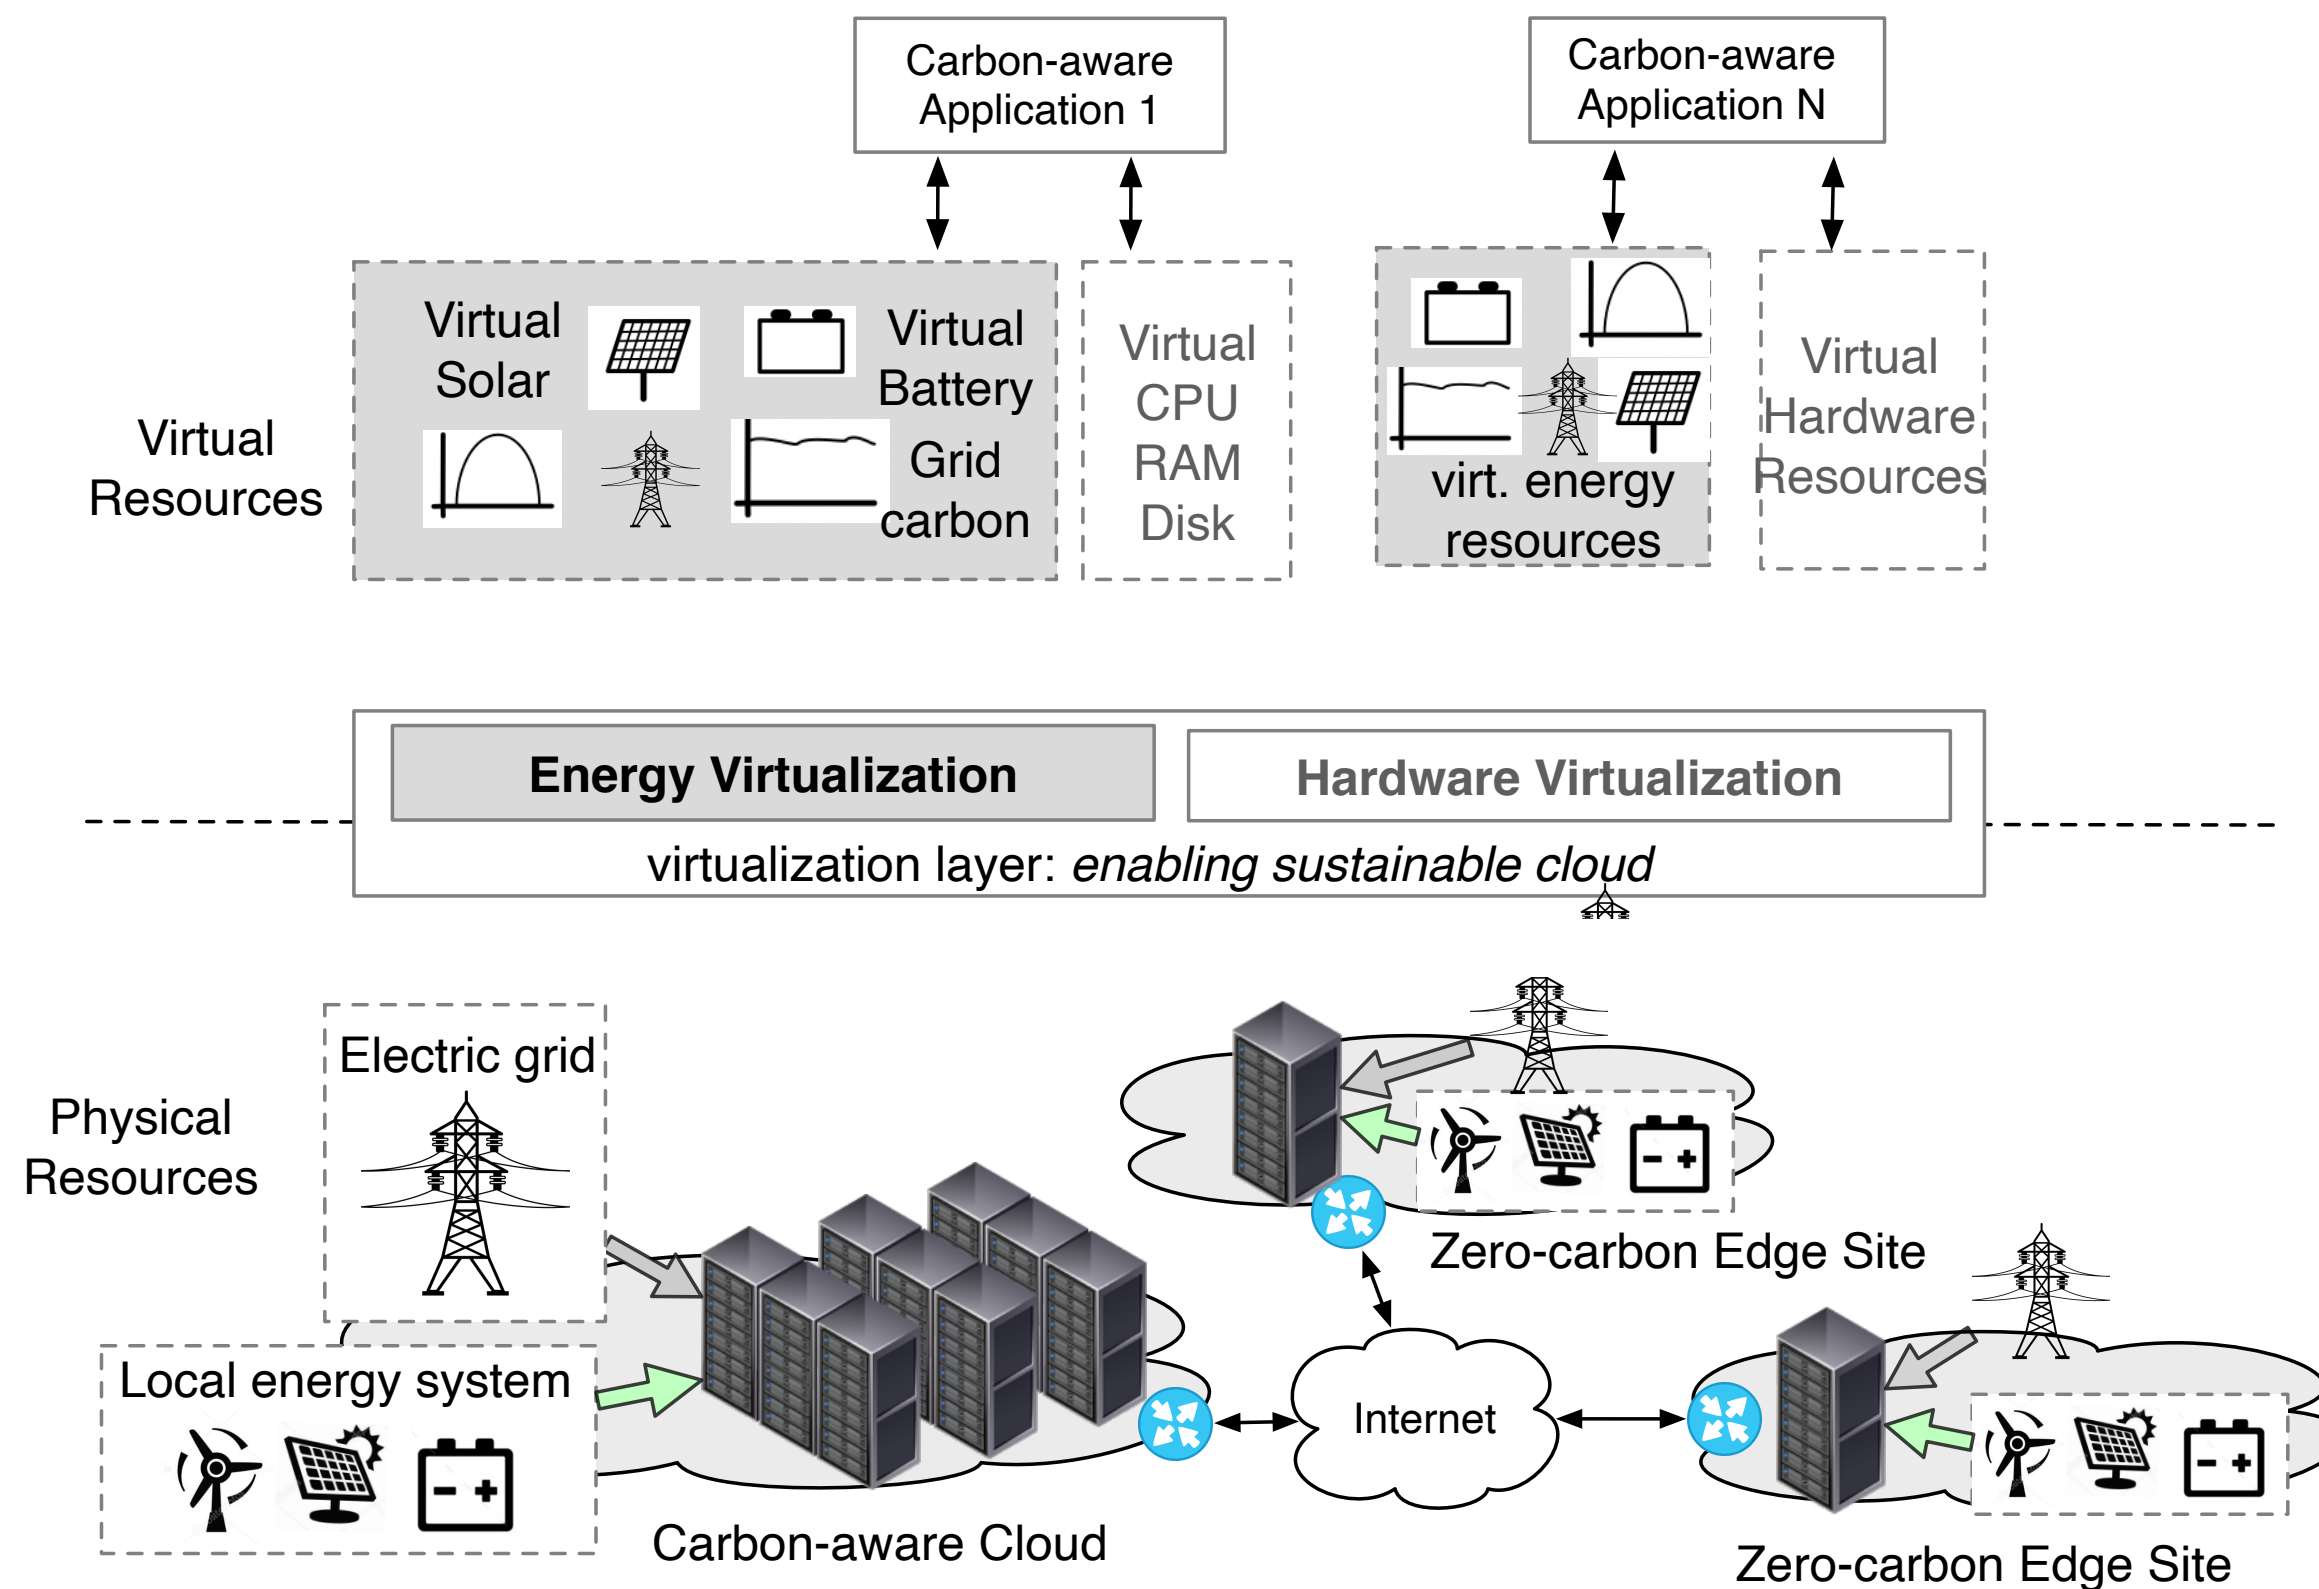 Carbon-aware
Application 1
Carbon-aware
Application N
Virtual
Resources
Virtual
Solar
Virtual
Battery
Grid
carbon
Virtual
CPU
RAM
Disk
virt. energy
resources
Virtual
Hardware
Resources
Energy Virtualization
Hardware Virtualization
virtualization layer: enabling sustainable cloud
Physical
Resources
Electric grid
Local energy system
Carbon-aware Cloud
Internet
Zero-carbon Edge Site
Zero-carbon Edge Site